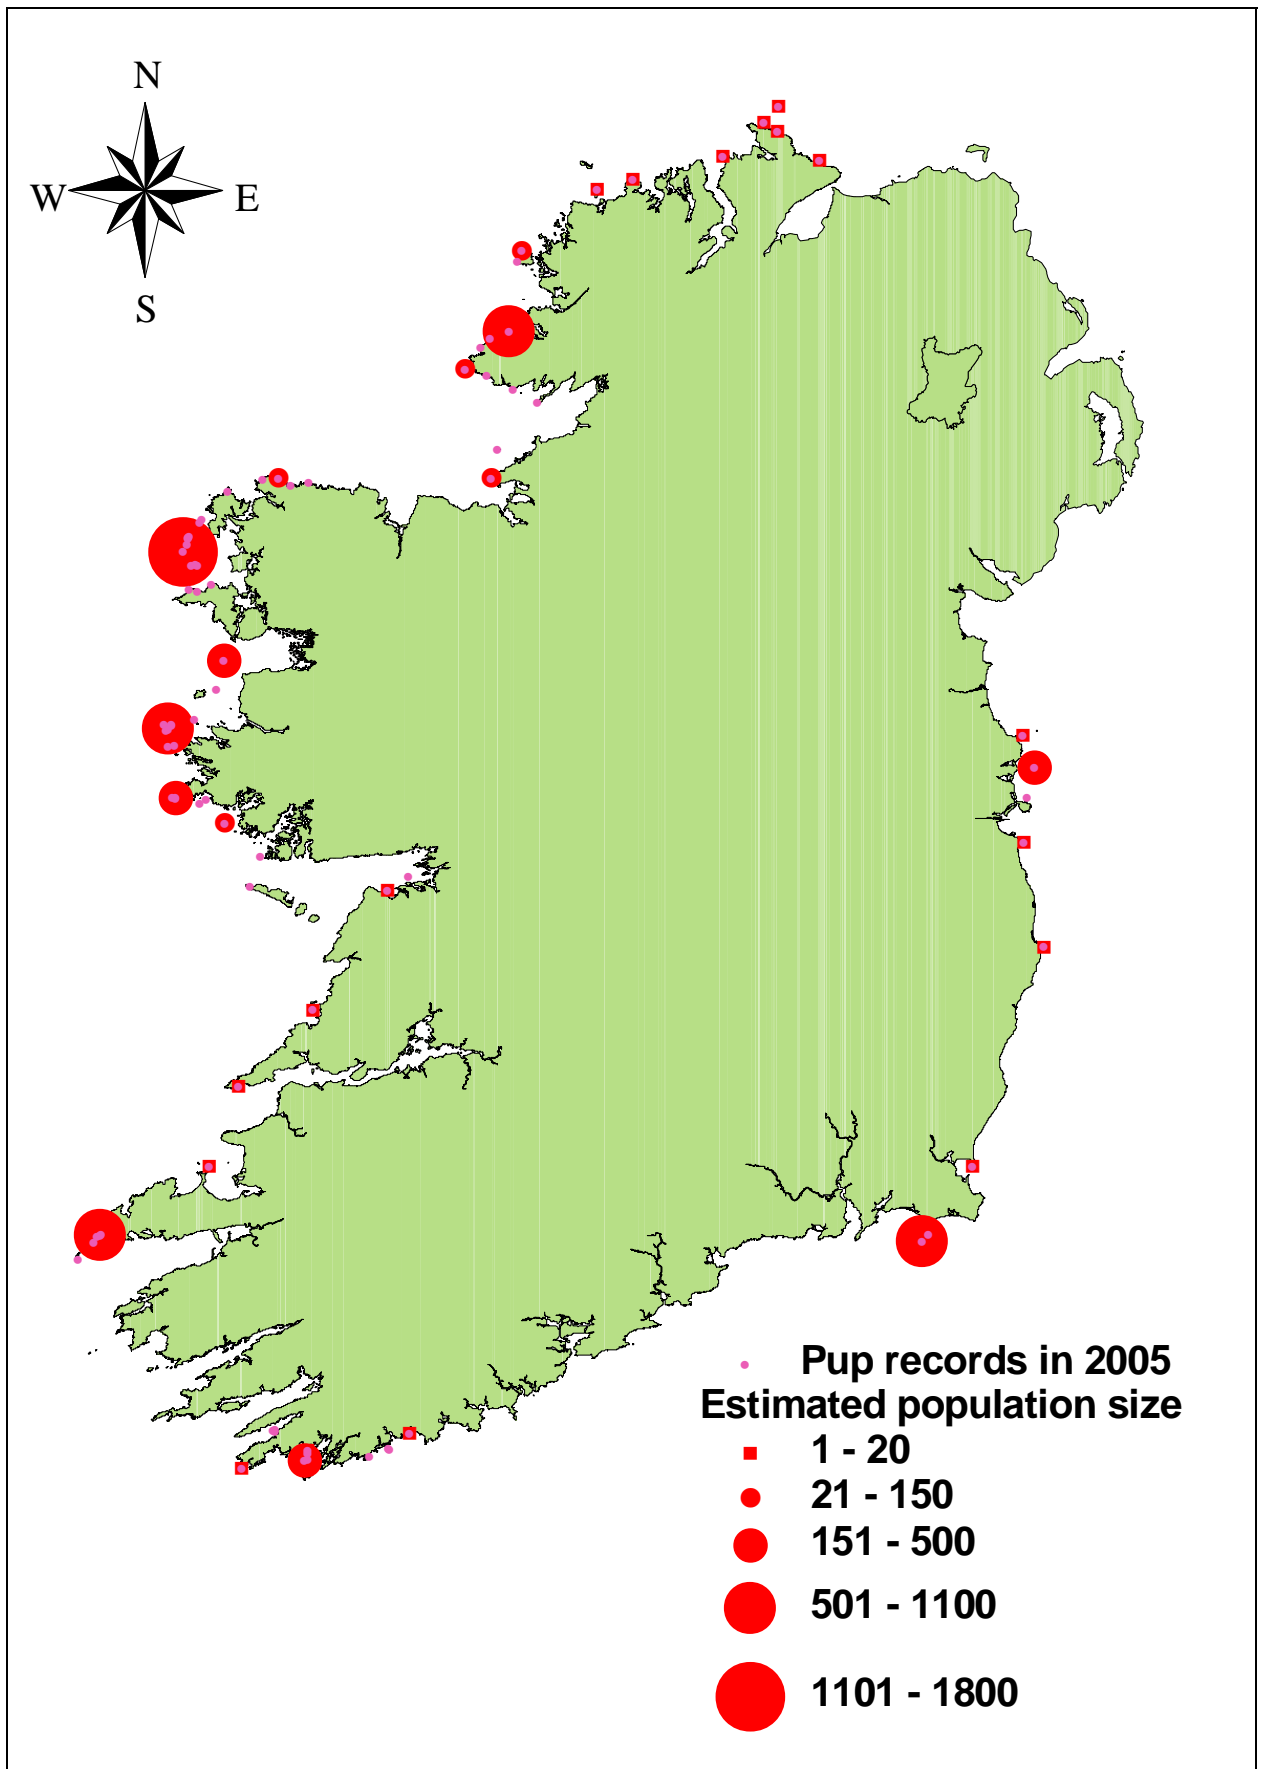 N
W E
S
Pup records in 2005
Estimated population size
1 - 20
21 - 150
151 - 500
501 - 1100
1101 - 1800